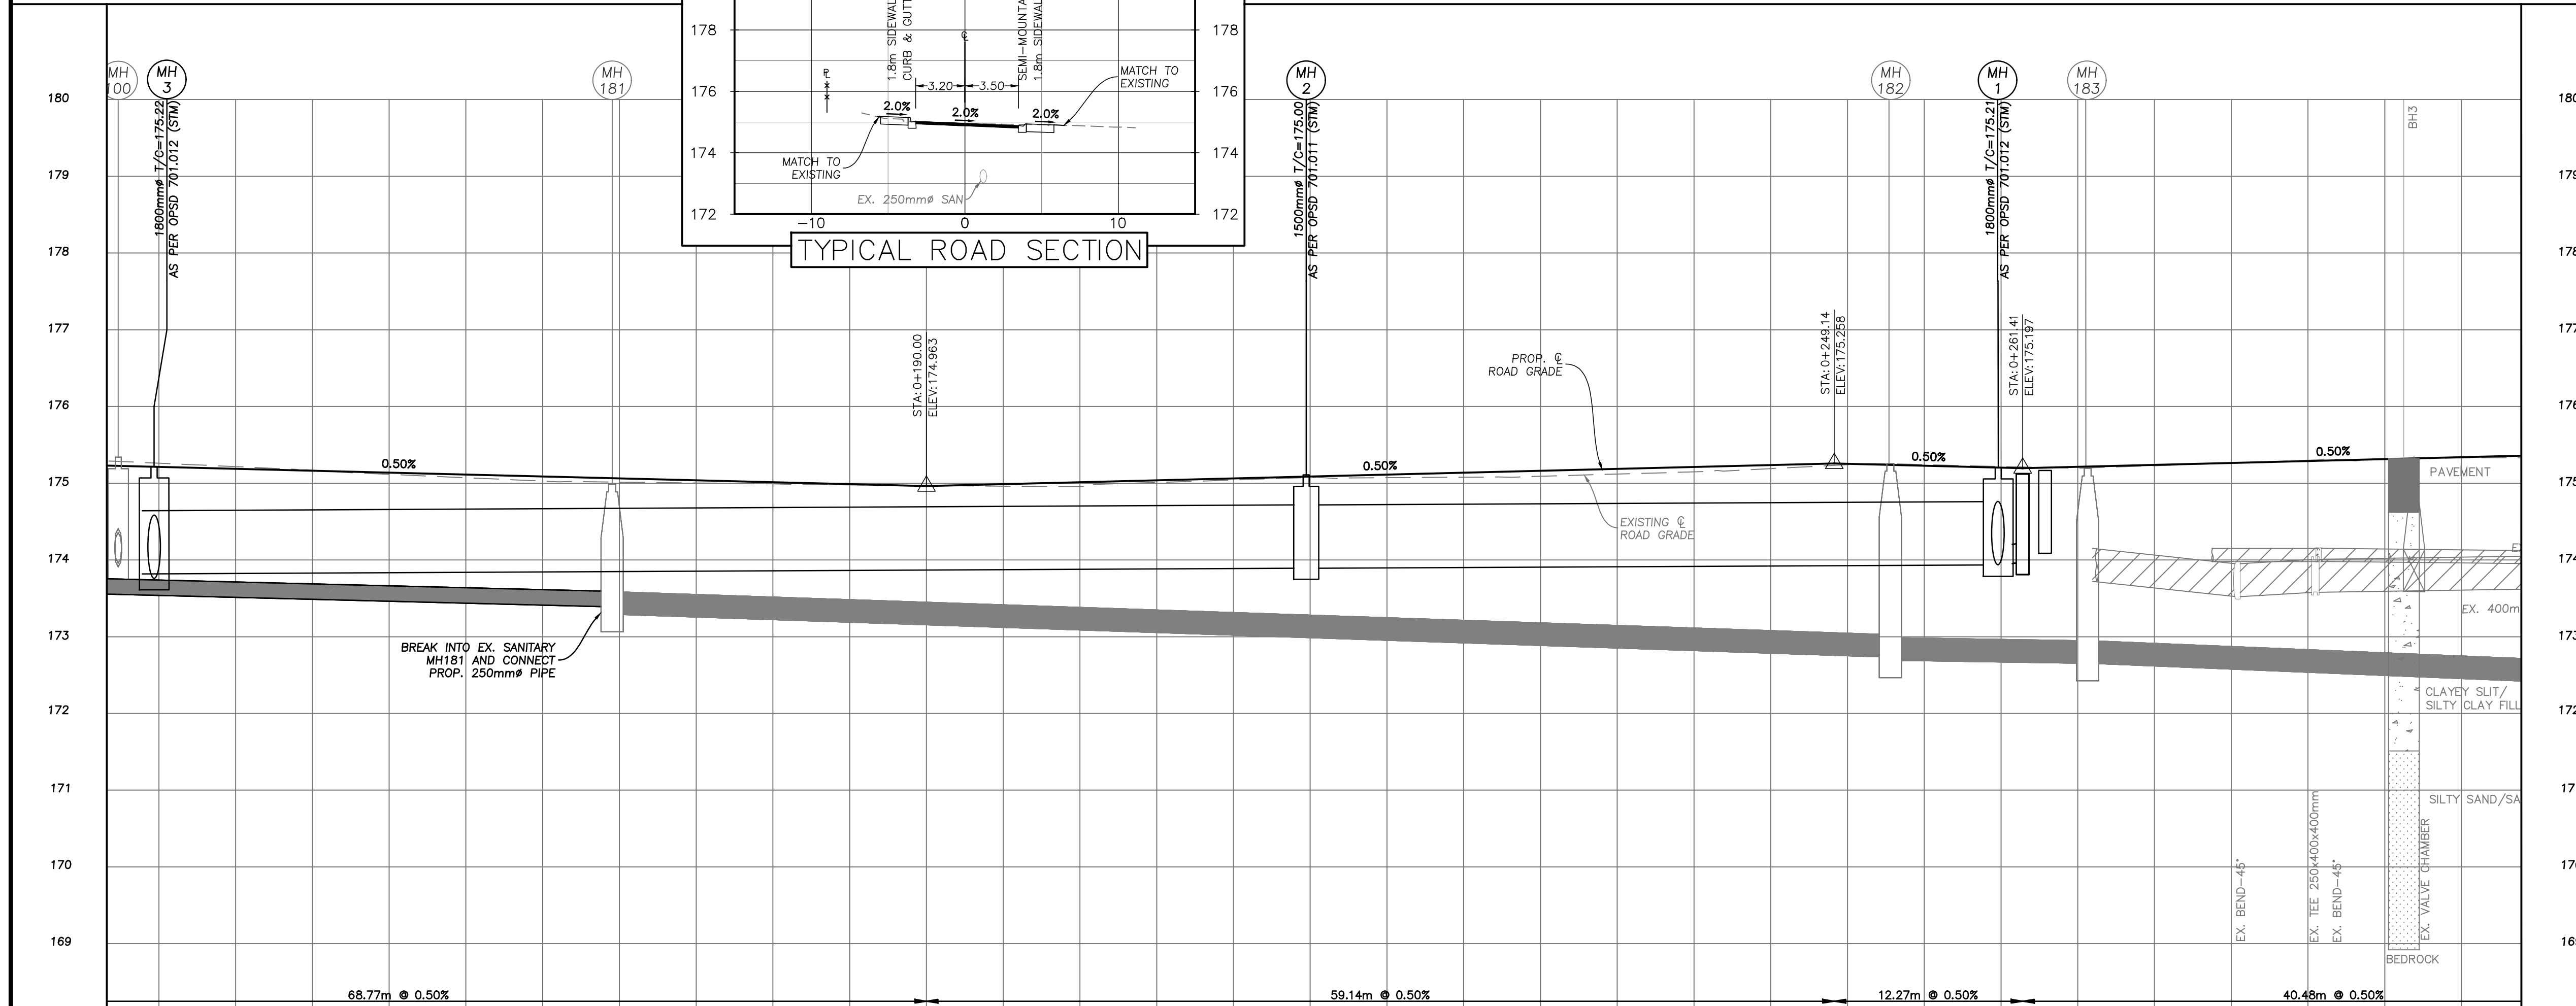 178
176
174
172
178
176
174
172
1.8m SIDEWAL
CURB & GUTT
SEMI-MOUNTA
1.8m SIDEWAL
℄
3.20
3.50
2.0%
2.0%
2.0%
MATCH TO
EXISTING
MATCH TO
EXISTING
EX. 250mmø SAN
-10
0
10
TYPICAL ROAD SECTION
MH
100
MH
3
MH
181
MH
2
MH
182
MH
1
MH
183
BH3
1800mmø T/C=175.22
AS PER OPSD 701.012 (STM)
1500mmø T/C=175.00
AS PER OPSD 701.011 (STM)
1800mmø T/C=175.21
AS PER OPSD 701.012 (STM)
180
179
178
177
176
175
174
173
172
171
170
169
STA: 0+190.00
ELEV:174.963
STA: 0+249.14
ELEV:175.258
STA: 0+261.41
ELEV:175.197
PROP. ℄
ROAD GRADE
0.50%
0.50%
0.50%
0.50%
EXISTING ℄
ROAD GRADE
PAVEMENT
EX. 400m
BREAK INTO EX. SANITARY
MH181 AND CONNECT
PROP. 250mmø PIPE
CLAYEY SLIT/
SILTY CLAY FILL
SILTY SAND/SA
EX. BEND-45°
EX. TEE 250x400x400mm
EX. BEND-45°
EX. VALVE CHAMBER
BEDROCK
68.77m @ 0.50%
59.14m @ 0.50%
12.27m @ 0.50%
40.48m @ 0.50%